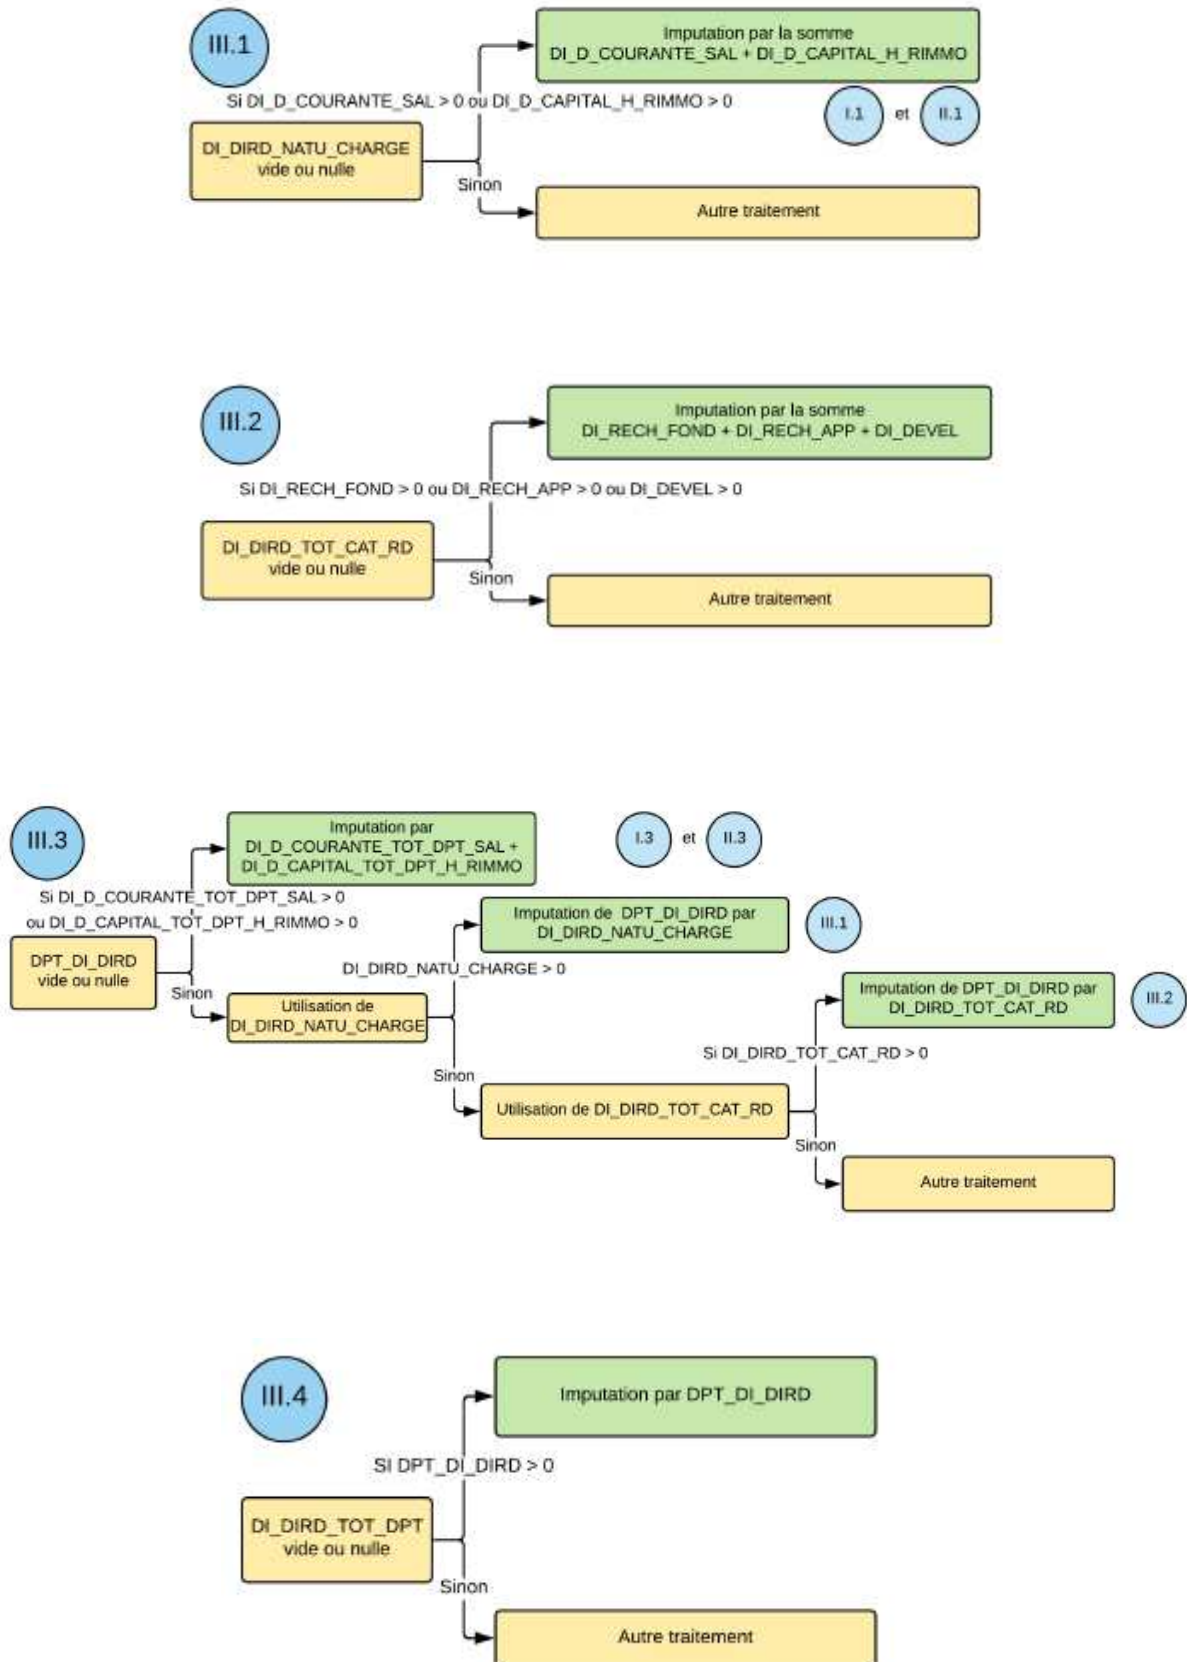 III.1
Imputation par la somme
DI_D_COURANTE_SAL + DI_D_CAPITAL_H_RIMMO
Si DI_D_COURANTE_SAL > 0 ou DI_D_CAPITAL_H_RIMMO > 0
I.1 et II.1
DI_DIRD_NATU_CHARGE
vide ou nulle
Sinon
Autre traitement
III.2
Imputation par la somme
DI_RECH_FOND + DI_RECH_APP + DI_DEVEL
Si DI_RECH_FOND > 0 ou DI_RECH_APP > 0 ou DI_DEVEL > 0
DI_DIRD_TOT_CAT_RD
vide ou nulle
Sinon
Autre traitement
III.3
Imputation par
DI_D_COURANTE_TOT_DPT_SAL +
DI_D_CAPITAL_TOT_DPT_H_RIMMO
I.3 et II.3
Si DI_D_COURANTE_TOT_DPT_SAL > 0
ou DI_D_CAPITAL_TOT_DPT_H_RIMMO > 0
Imputation de DPT_DI_DIRD par
DI_DIRD_NATU_CHARGE
III.1
DPT_DI_DIRD
vide ou nulle
DI_DIRD_NATU_CHARGE > 0
Sinon
Utilisation de
DI_DIRD_NATU_CHARGE
Imputation de DPT_DI_DIRD par
DI_DIRD_TOT_CAT_RD
III.2
Si DI_DIRD_TOT_CAT_RD > 0
Sinon
Utilisation de DI_DIRD_TOT_CAT_RD
Sinon
Autre traitement
III.4
Imputation par DPT_DI_DIRD
SI DPT_DI_DIRD > 0
DI_DIRD_TOT_DPT
vide ou nulle
Sinon
Autre traitement